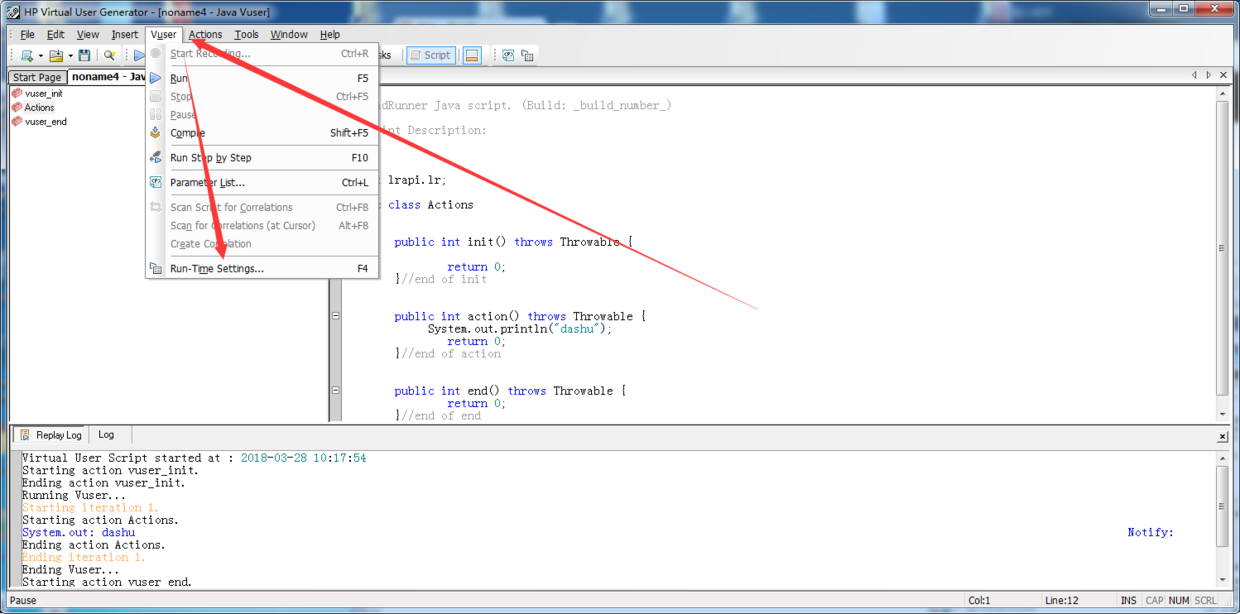 HP Virtual User Generator - [noname4 - Java Vuser]
File Edit View Insert Vuser Actions Tools Window Help
Script
Start Page noname4 - Jav
vuser_init
Actions
vuser_end
Start Recording... Ctrl+R
Run F5
Stop Ctrl+F5
Pause
Compile Shift+F5
Run Step by Step F10
Parameter List... Ctrl+L
Scan Script for Correlations Ctrl+F8
Scan for Correlations (at Cursor) Alt+F8
Create Correlation
Run-Time Settings... F4
dRunner Java script. (Build: _build_number_)
Description:
lrapi.lr;
class Actions
public int init() throws Throwable {
return 0;
}//end of init
public int action() throws Throwable {
System.out.println("dashu");
return 0;
}//end of action
public int end() throws Throwable {
return 0;
}//end of end
Replay Log Log
Virtual User Script started at : 2018-03-28 10:17:54
Starting action vuser_init.
Ending action vuser_init.
Running Vuser...
Starting iteration 1.
Starting action Actions.
System.out: dashu Notify:
Ending action Actions.
Ending iteration 1.
Ending Vuser...
Starting action vuser_end.
Pause Col:1 Line:12 INS CAP NUM SCRL